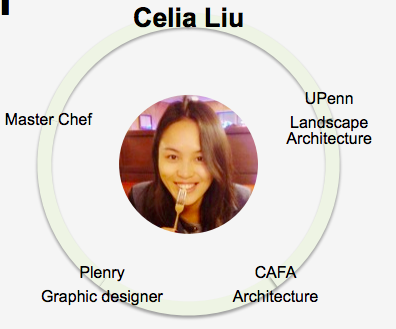 Celia Liu
UPenn
Landscape
Architecture
Master Chef
Plenry
Graphic designer
CAFA
Architecture